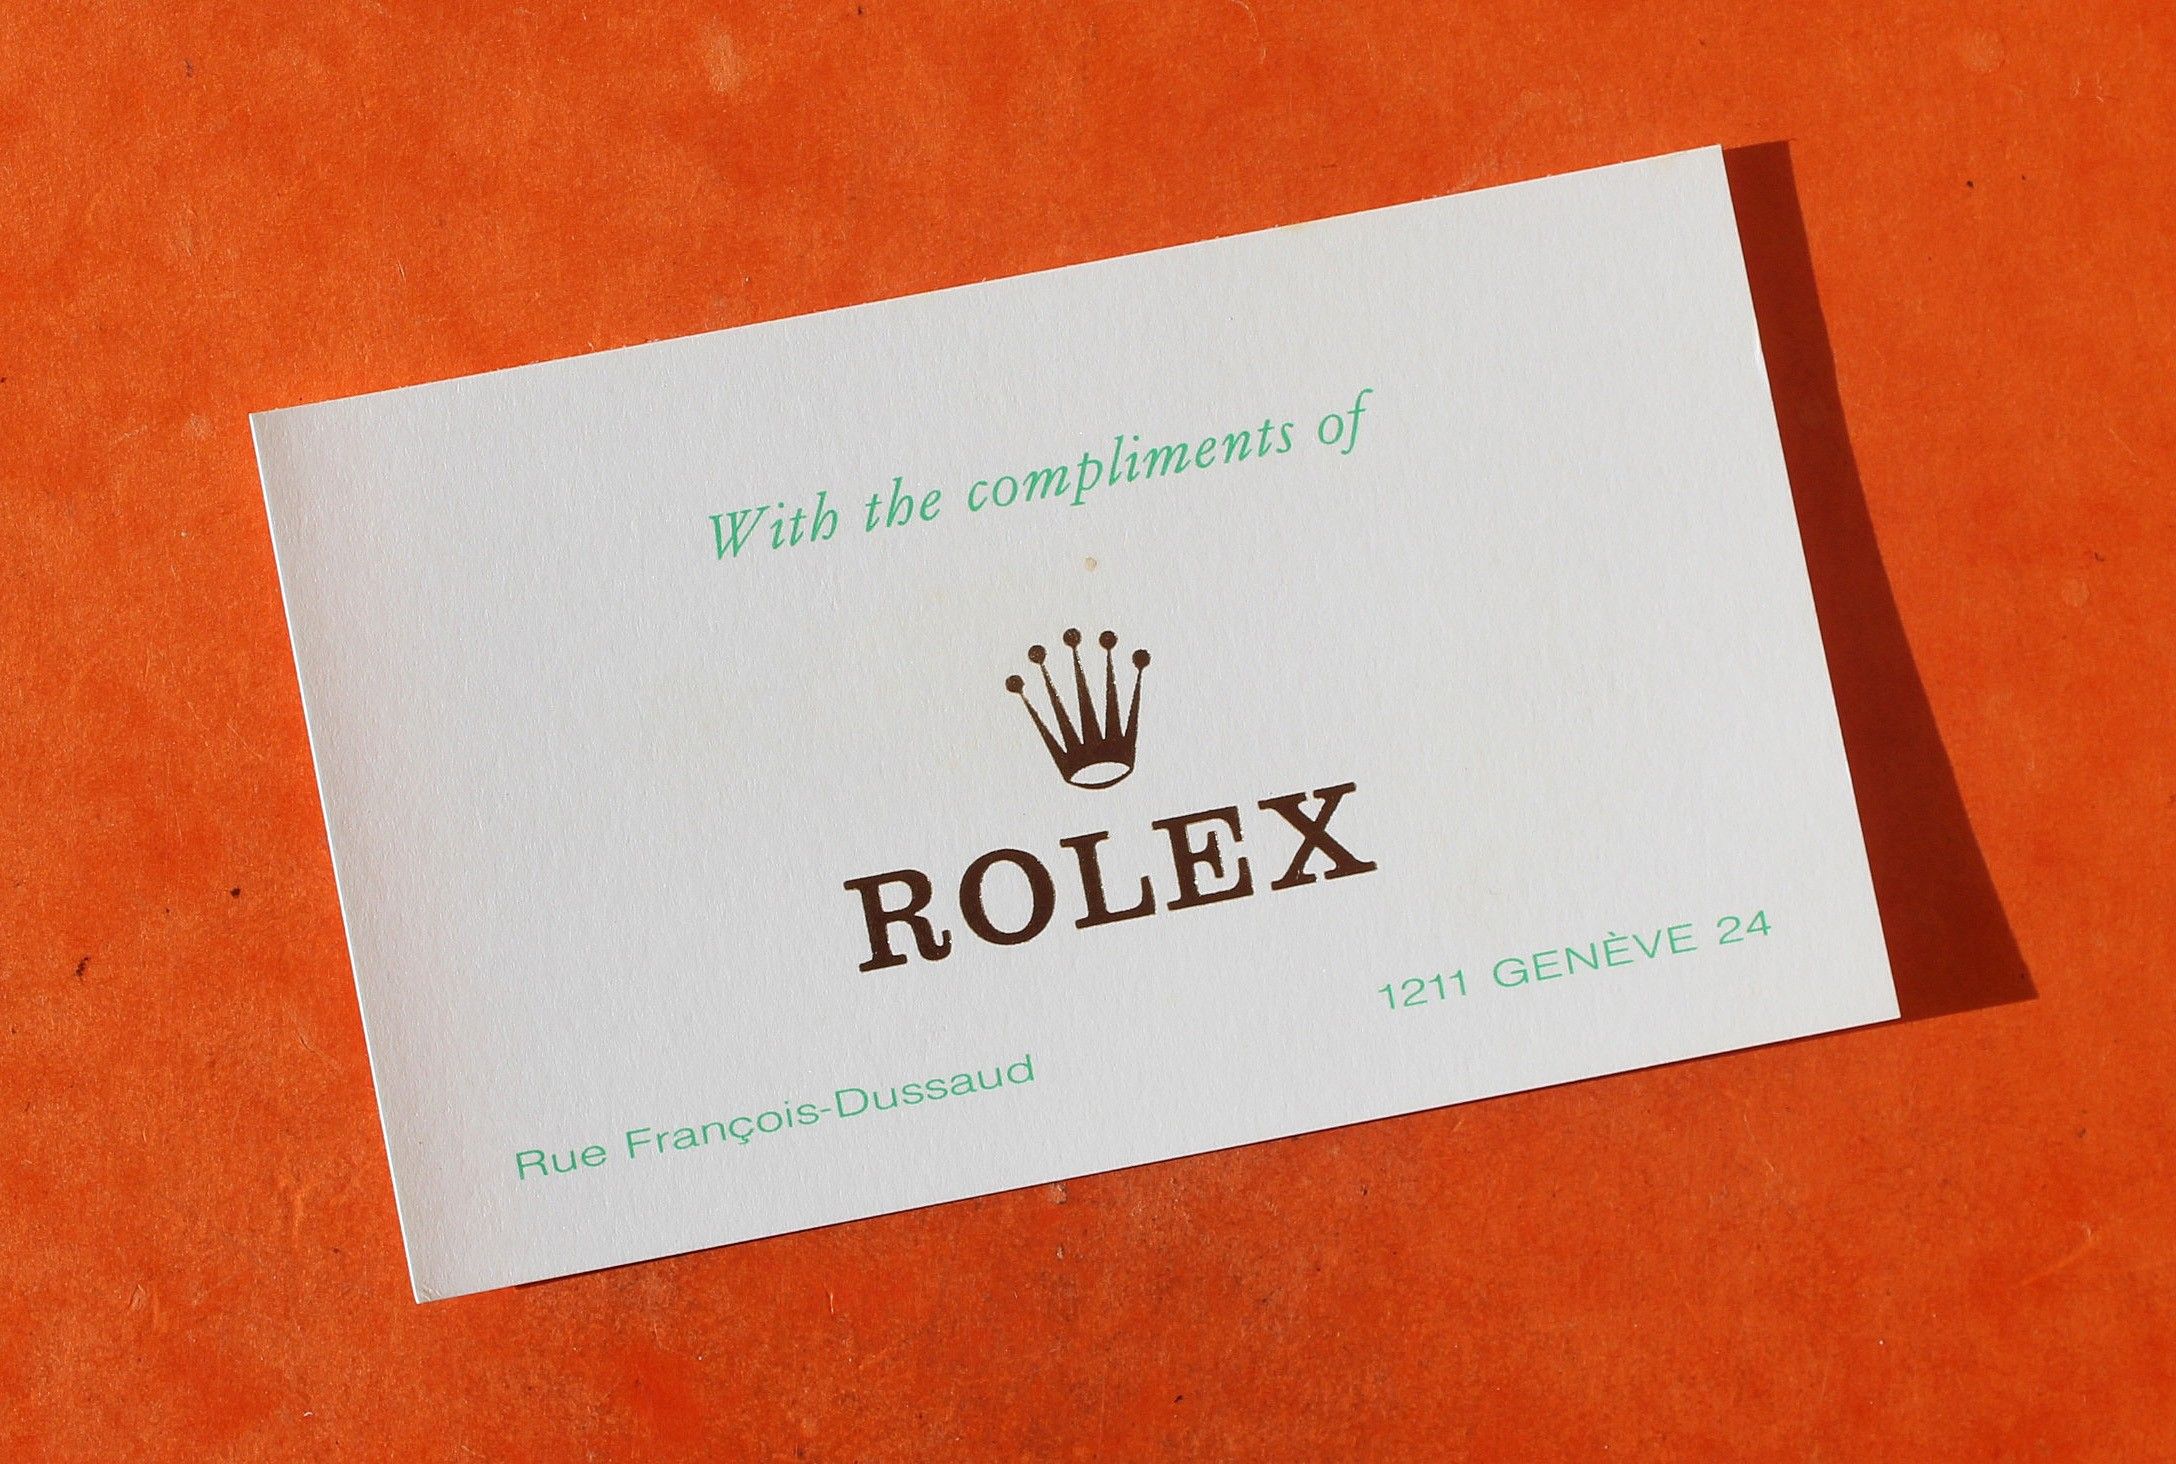 With the compliments of
ROLEX
Rue François-Dussaud
1211 GENÈVE 24